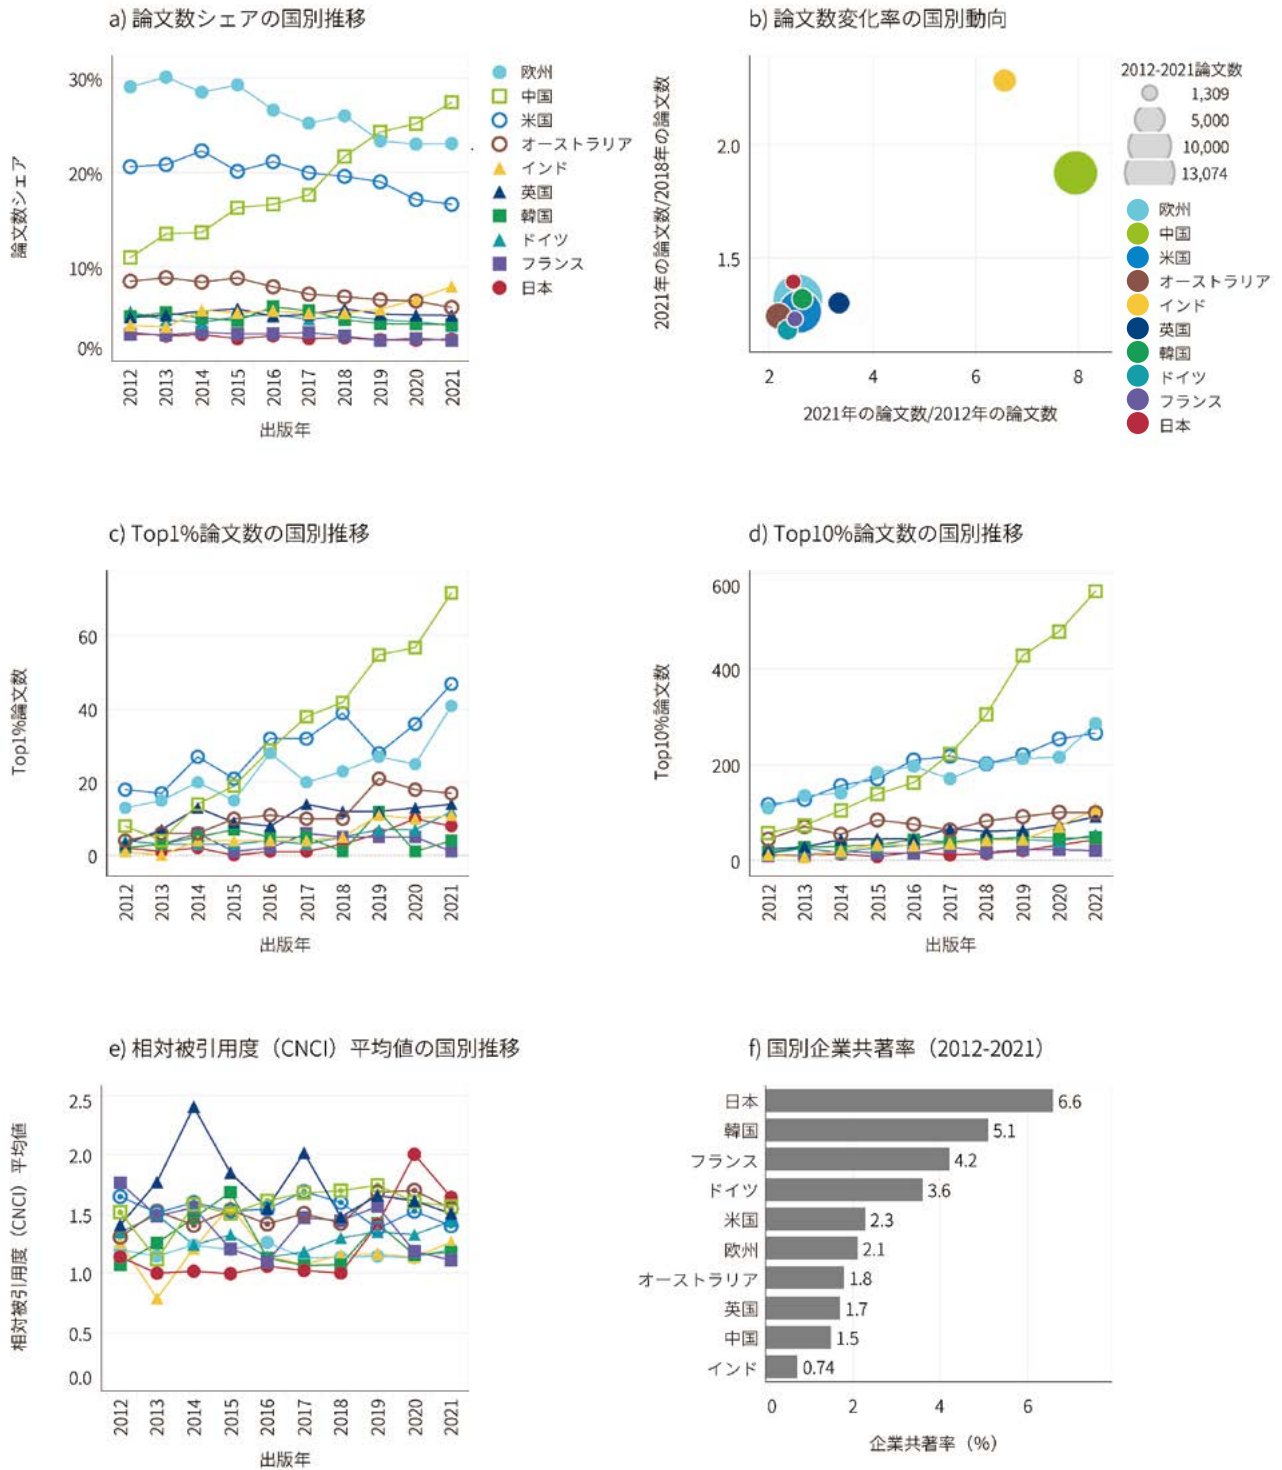 a) 論文数シェアの国別推移
論文数シェア
30%
20%
10%
0%
2012
2013
2014
2015
2016
2017
2018
2019
2020
2021
出版年
欧州
中国
米国
オーストラリア
インド
英国
韓国
ドイツ
フランス
日本
b) 論文数変化率の国別動向
2021年の論文数/2018年の論文数
2.0
1.5
2
4
6
8
2021年の論文数/2012年の論文数
2012-2021論文数
1,309
5,000
10,000
13,074
欧州
中国
米国
オーストラリア
インド
英国
韓国
ドイツ
フランス
日本
c) Top1%論文数の国別推移
Top1%論文数
60
40
20
0
2012
2013
2014
2015
2016
2017
2018
2019
2020
2021
出版年
d) Top10%論文数の国別推移
Top10%論文数
600
400
200
0
2012
2013
2014
2015
2016
2017
2018
2019
2020
2021
出版年
e) 相対被引用度（CNCI）平均値の国別推移
相対被引用度（CNCI）平均値
2.5
2.0
1.5
1.0
0.5
0.0
2012
2013
2014
2015
2016
2017
2018
2019
2020
2021
出版年
f) 国別企業共著率（2012-2021）
日本 6.6
韓国 5.1
フランス 4.2
ドイツ 3.6
米国 2.3
欧州 2.1
オーストラリア 1.8
英国 1.7
中国 1.5
インド 0.74
0
2
4
6
企業共著率（%）